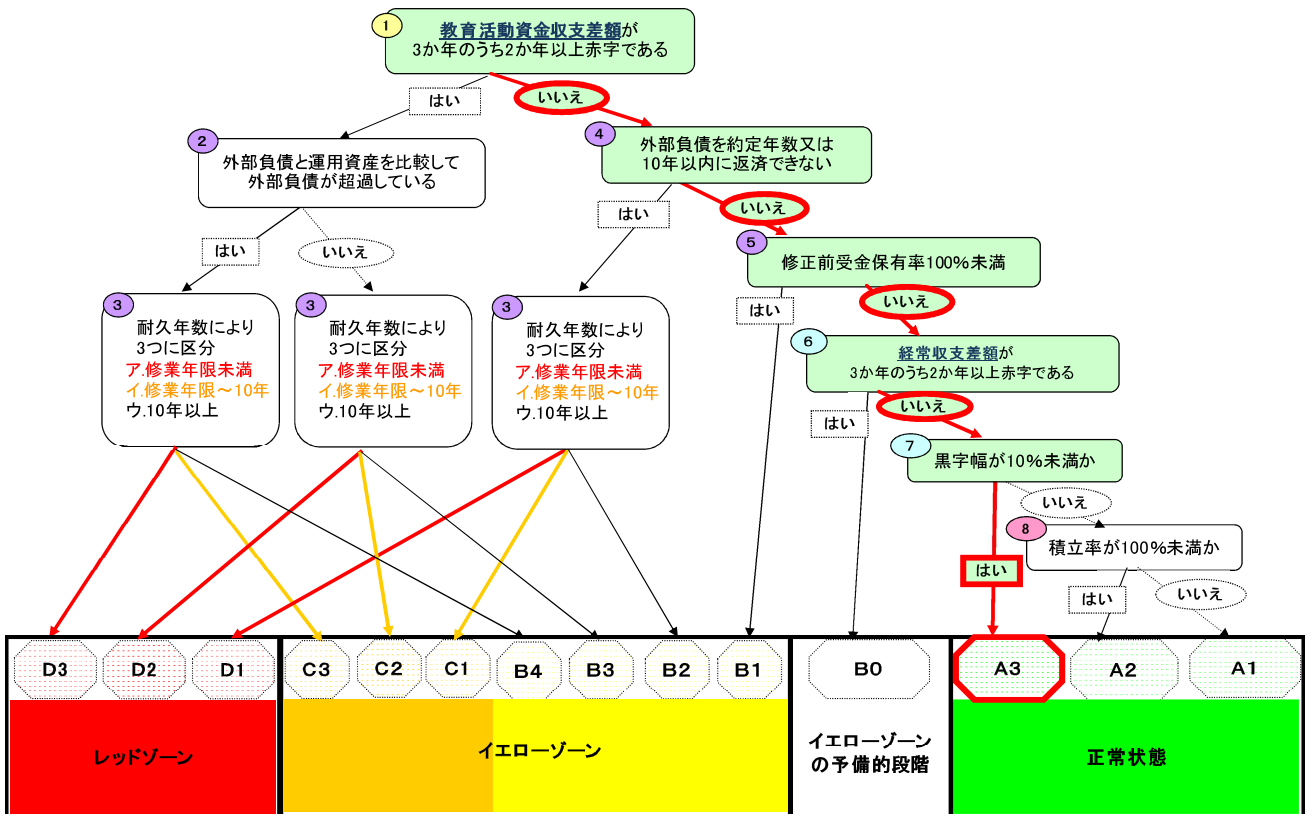 1
教育活動資金収支差額が
3か年のうち2か年以上赤字である
はい
いいえ
2
外部負債と運用資産を比較して
外部負債が超過している
4
外部負債を約定年数又は
10年以内に返済できない
はい
いいえ
はい
いいえ
5
修正前受金保有率100%未満
はい
いいえ
3
耐久年数により
3つに区分
ア.修業年限未満
イ.修業年限～10年
ウ.10年以上
3
耐久年数により
3つに区分
ア.修業年限未満
イ.修業年限～10年
ウ.10年以上
3
耐久年数により
3つに区分
ア.修業年限未満
イ.修業年限～10年
ウ.10年以上
6
経常収支差額が
3か年のうち2か年以上赤字である
はい
いいえ
7
黒字幅が10%未満か
はい
いいえ
8
積立率が100%未満か
はい
いいえ
D3
D2
D1
C3
C2
C1
B4
B3
B2
B1
B0
A3
A2
A1
レッドゾーン
イエローゾーン
イエローゾーン
の予備的段階
正常状態